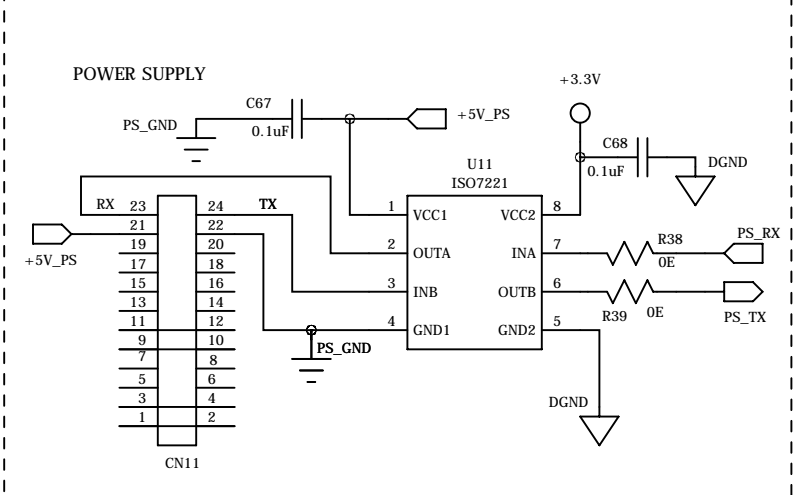 POWER SUPPLY
+3.3V
C67
PS_GND
0.1uF
+5V_PS
C68
0.1uF
DGND
U11
ISO7221
RX 23 24 TX
21 22
+5V_PS
19 20
17 18
15 16
13 14
11 12
9 10
7 8
5 6
3 4
1 2
CN11
1 VCC1 VCC2 8
2 OUTA INA 7
3 INB OUTB 6
4 GND1 GND2 5
PS_GND
R38
0E
PS_RX
R39 0E
PS_TX
DGND